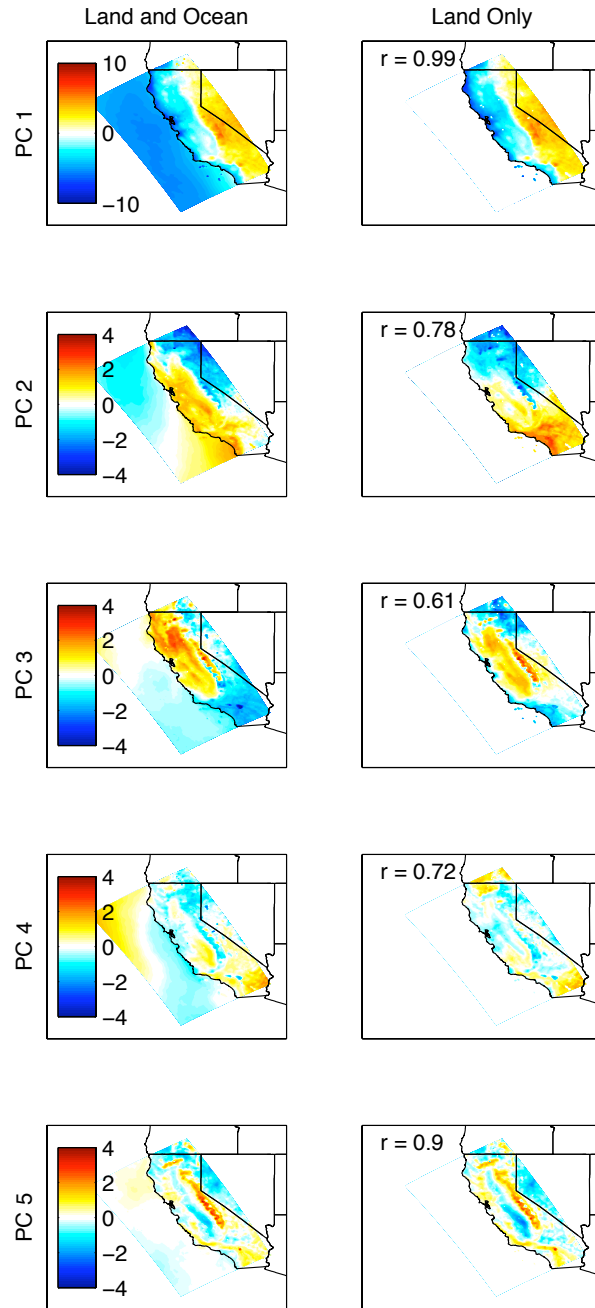 Land and Ocean
Land Only
PC 1
10
0
−10
r = 0.99
PC 2
4
2
0
−2
−4
r = 0.78
PC 3
4
2
0
−2
−4
r = 0.61
PC 4
4
2
0
−2
−4
r = 0.72
PC 5
4
2
0
−2
−4
r = 0.9